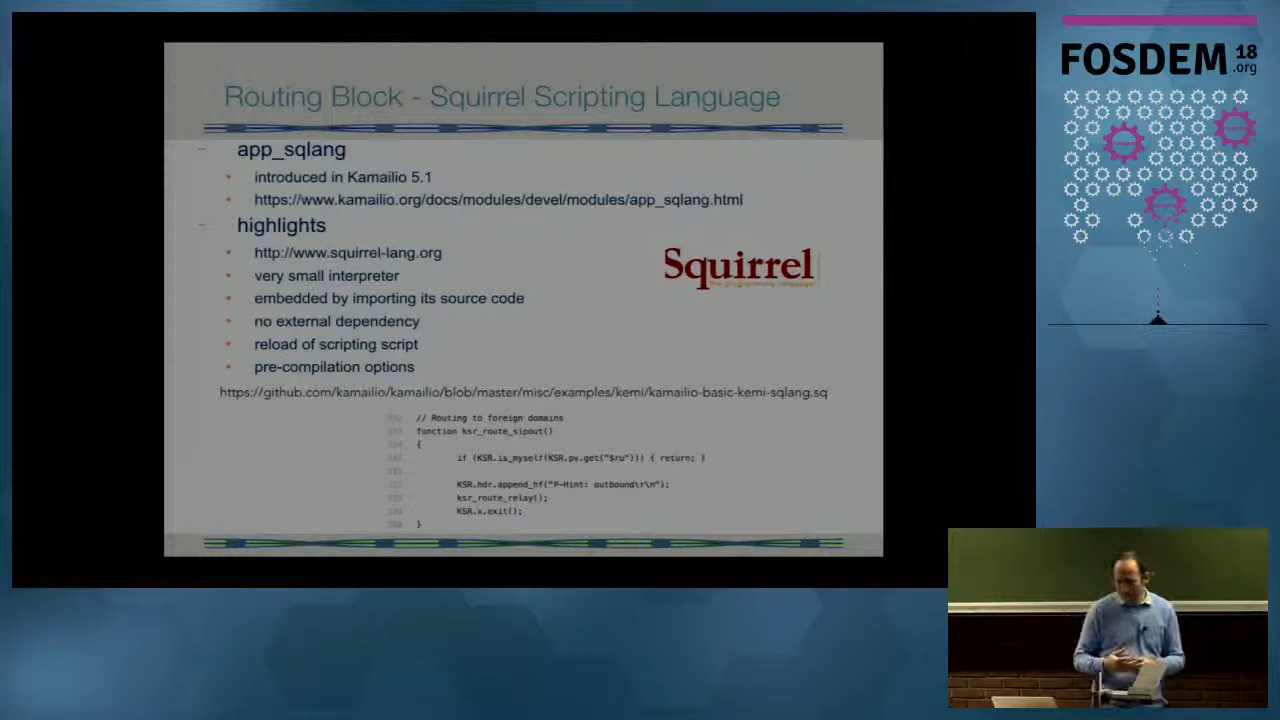 Routing Block - Squirrel Scripting Language
app_sqlang
introduced in Kamailio 5.1
https://www.kamailio.org/docs/modules/devel/modules/app_sqlang.html
highlights
http://www.squirrel-lang.org
very small interpreter
embedded by importing its source code
no external dependency
reload of scripting script
pre-compilation options
Squirrel
the programming language
https://github.com/kamailio/kamailio/blob/master/misc/examples/kemi/kamailio-basic-kemi-sqlang.sq
// Routing to foreign domains
function ksr_route_sipout()
{
if (KSR.is_myself(KSR.pv.get("$ru"))) { return; }
KSR.hdr.append_hf("P-Hint: outbound\r\n");
ksr_route_relay();
KSR.x.exit();
}
FOSDEM 18
.org